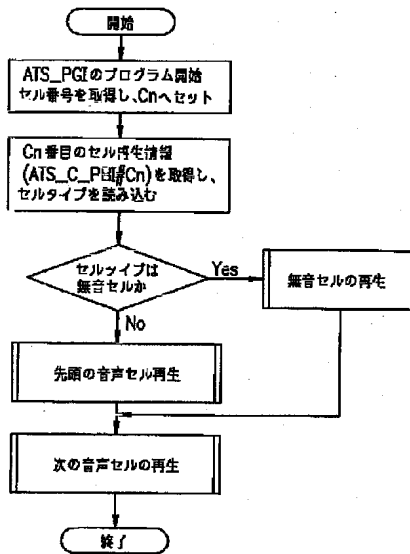 開始
ATS_PGIのプログラム開始
セル番号を取得し、Cnへセット
Cn番目のセル再生情報
(ATS_C_PBI#Cn)を取得し、
セルタイプを読み込む
セルタイプは
無音セルか
Yes
無音セルの再生
No
先頭の音声セル再生
次の音声セルの再生
終了